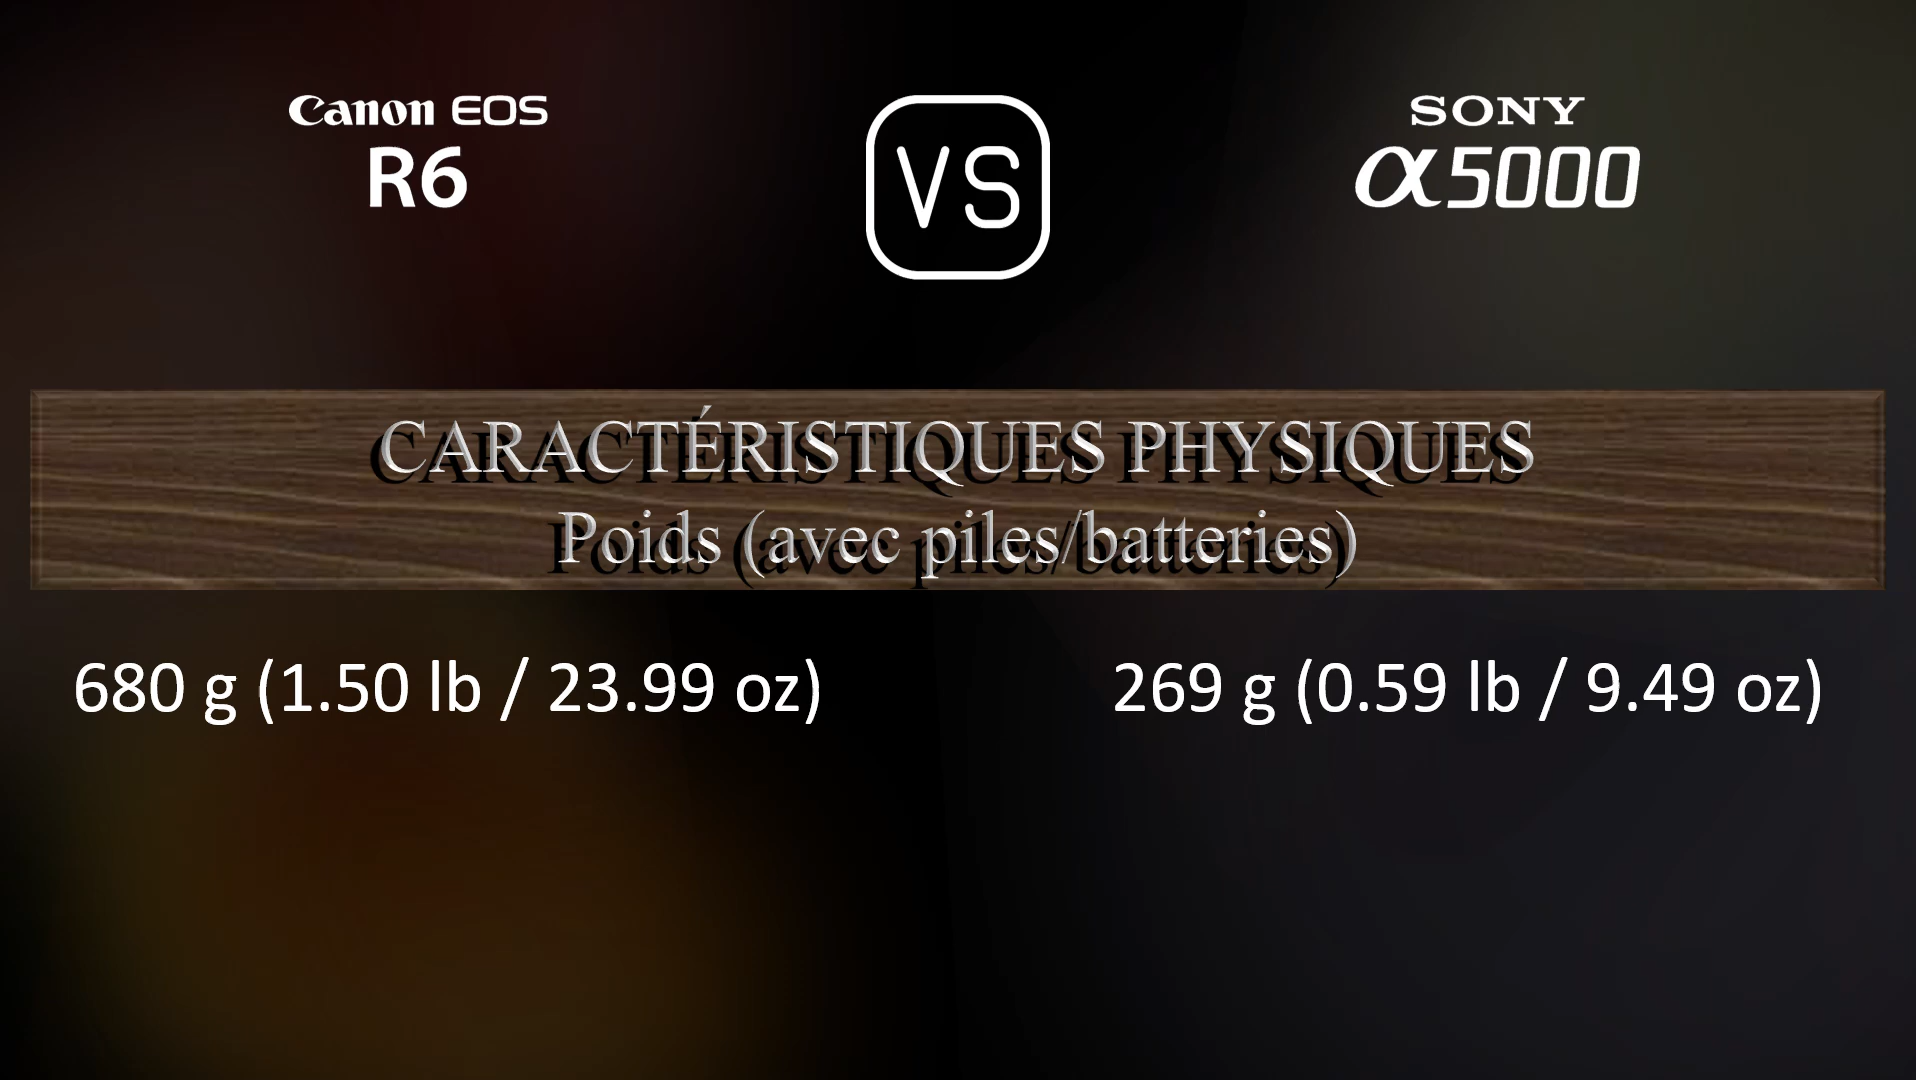 Canon EOS
R6
VS
SONY
α5000
CARACTÉRISTIQUES PHYSIQUES
Poids (avec piles/batteries)
680 g (1.50 lb / 23.99 oz)
269 g (0.59 lb / 9.49 oz)